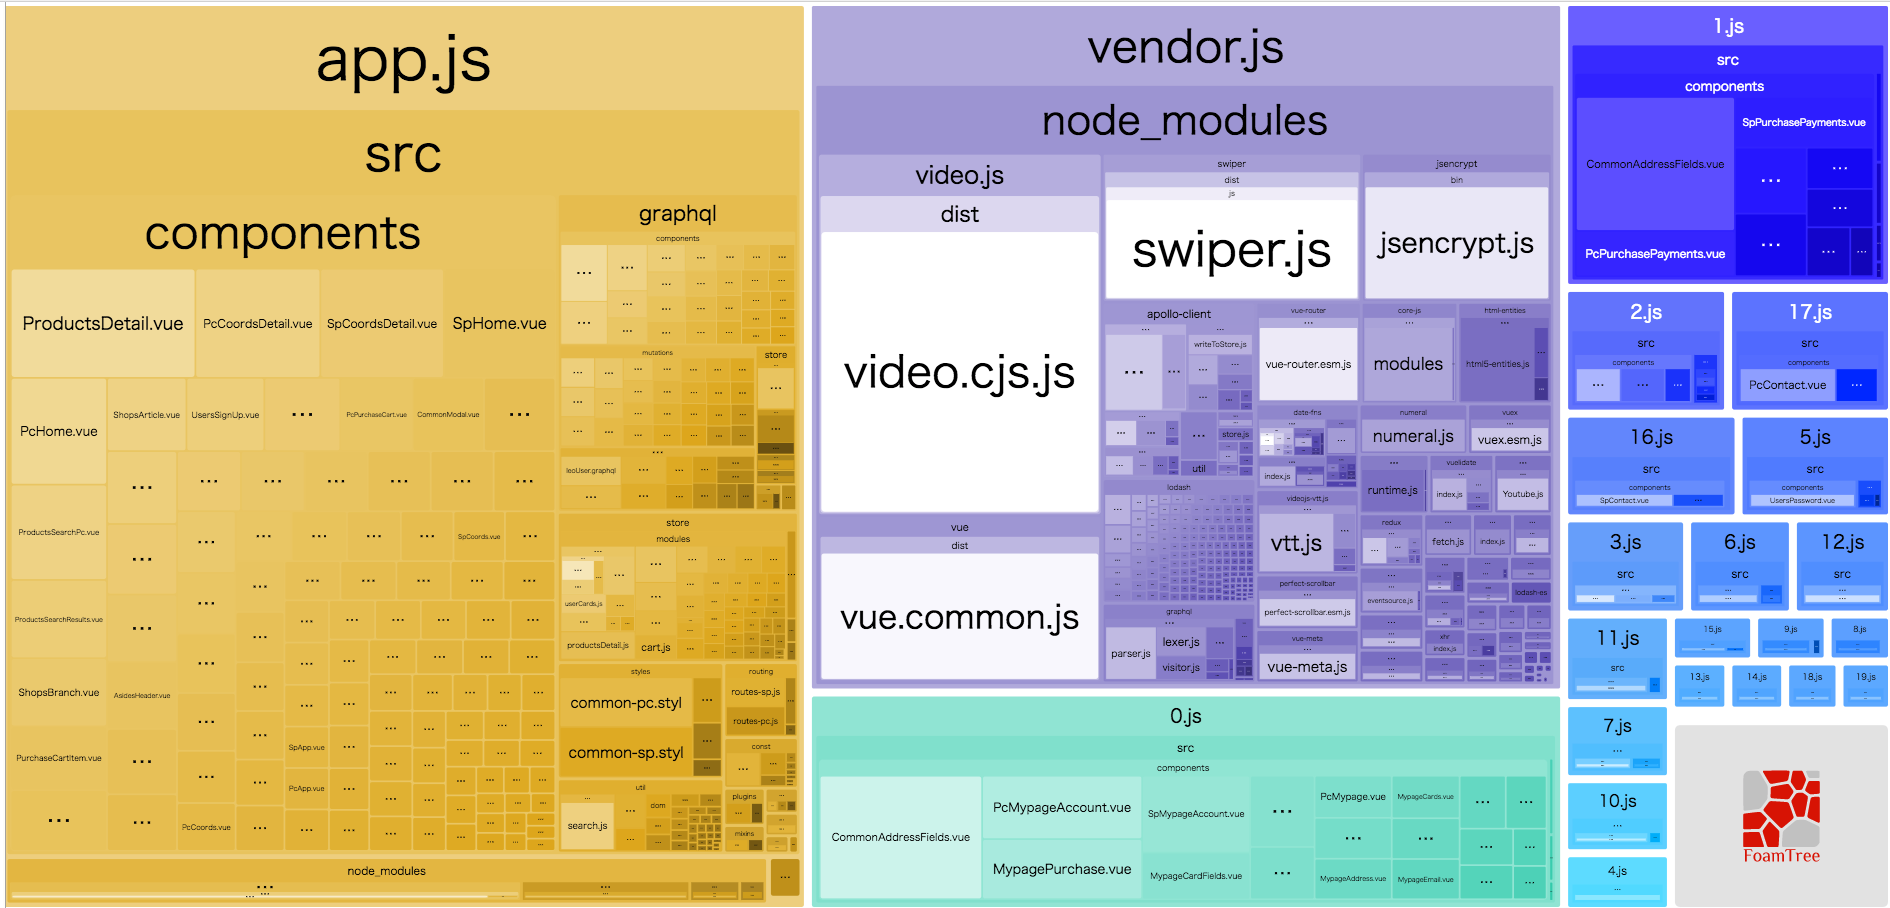 app.js
src
components
ProductsDetail.vue
PcCoordsDetail.vue
SpCoordsDetail.vue
SpHome.vue
PcHome.vue
ShopsArticle.vue
UsersSignUp.vue
...
PcPurchaseCart.vue
CommonModal.vue
...
ProductsSearchPc.vue
SpCoords.vue
ProductsSearchResults.vue
ShopsBranch.vue
AsidesHeader.vue
PurchaseCartItem.vue
SpApp.vue
PcApp.vue
PcCoords.vue
graphql
components
mutations
store
leoUser.graphql
store
modules
userCards.js
productsDetail.js
cart.js
styles
common-pc.styl
common-sp.styl
routing
routes-sp.js
routes-pc.js
const
util
search.js
dom
plugins
mixins
node_modules
vendor.js
node_modules
video.js
dist
video.cjs.js
vue
dist
vue.common.js
swiper
dist
js
swiper.js
jsencrypt
bin
jsencrypt.js
apollo-client
writeToStore.js
store.js
util
vue-router
vue-router.esm.js
core-js
modules
html-entities
html5-entities.js
date-fns
index.js
numeral
numeral.js
vuex
vuex.esm.js
lodash
videojs-vtt.js
vtt.js
runtime.js
vuelidate
index.js
Youtube.js
redux
fetch.js
index.js
perfect-scrollbar
perfect-scrollbar.esm.js
eventsource.js
lodash-es
graphql
parser.js
lexer.js
visitor.js
vue-meta
vue-meta.js
xhr
index.js
0.js
src
components
CommonAddressFields.vue
PcMypageAccount.vue
MypagePurchase.vue
SpMypageAccount.vue
MypageCardFields.vue
PcMypage.vue
MypageCards.vue
MypageAddress.vue
MypageEmail.vue
1.js
src
components
CommonAddressFields.vue
SpPurchasePayments.vue
PcPurchasePayments.vue
2.js
src
components
17.js
src
components
PcContact.vue
16.js
src
components
SpContact.vue
5.js
src
components
UsersPassword.vue
3.js
src
6.js
src
12.js
src
11.js
src
15.js
9.js
8.js
13.js
14.js
18.js
19.js
7.js
10.js
4.js
FoamTree